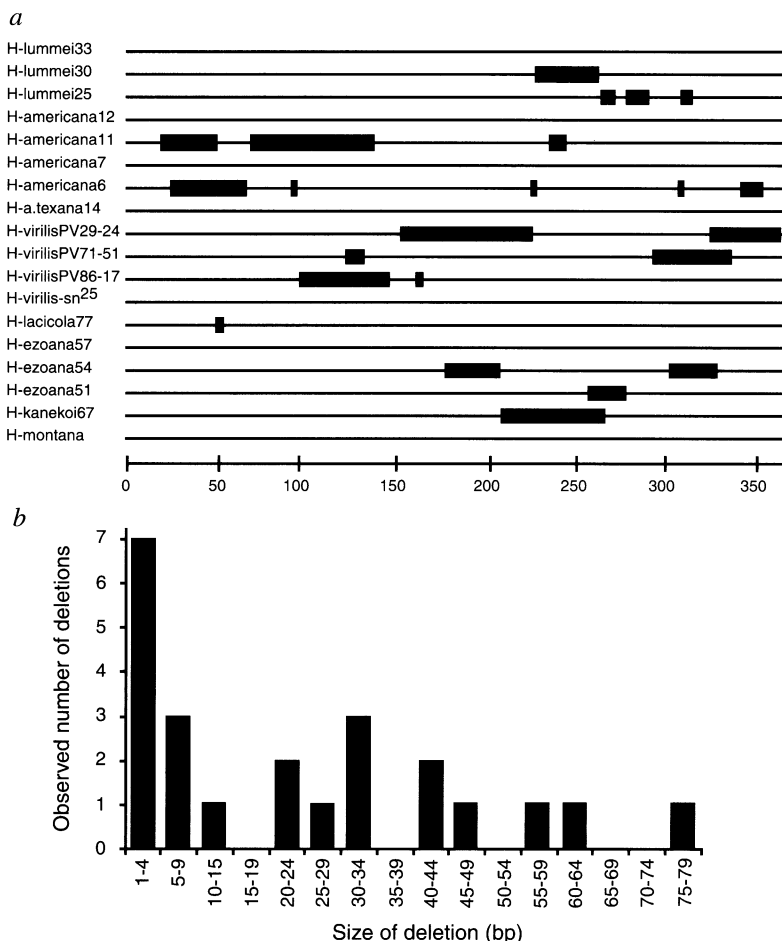 a
H-lummei33
H-lummei30
H-lummei25
H-americana12
H-americana11
H-americana7
H-americana6
H-a.texana14
H-virilisPV29-24
H-virilisPV71-51
H-virilisPV86-17
H-virilis-sn25
H-lacicola77
H-ezoana57
H-ezoana54
H-ezoana51
H-kanekoi67
H-montana
0 50 100 150 200 250 300 350
b
Observed number of deletions
7
6
5
4
3
2
1
0
1-4 5-9 10-15 15-19 20-24 25-29 30-34 35-39 40-44 45-49 50-54 55-59 60-64 65-69 70-74 75-79
Size of deletion (bp)